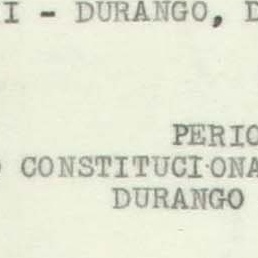 I - DURANGO, D
PERIO
CONSTITUCIONA
DURANGO